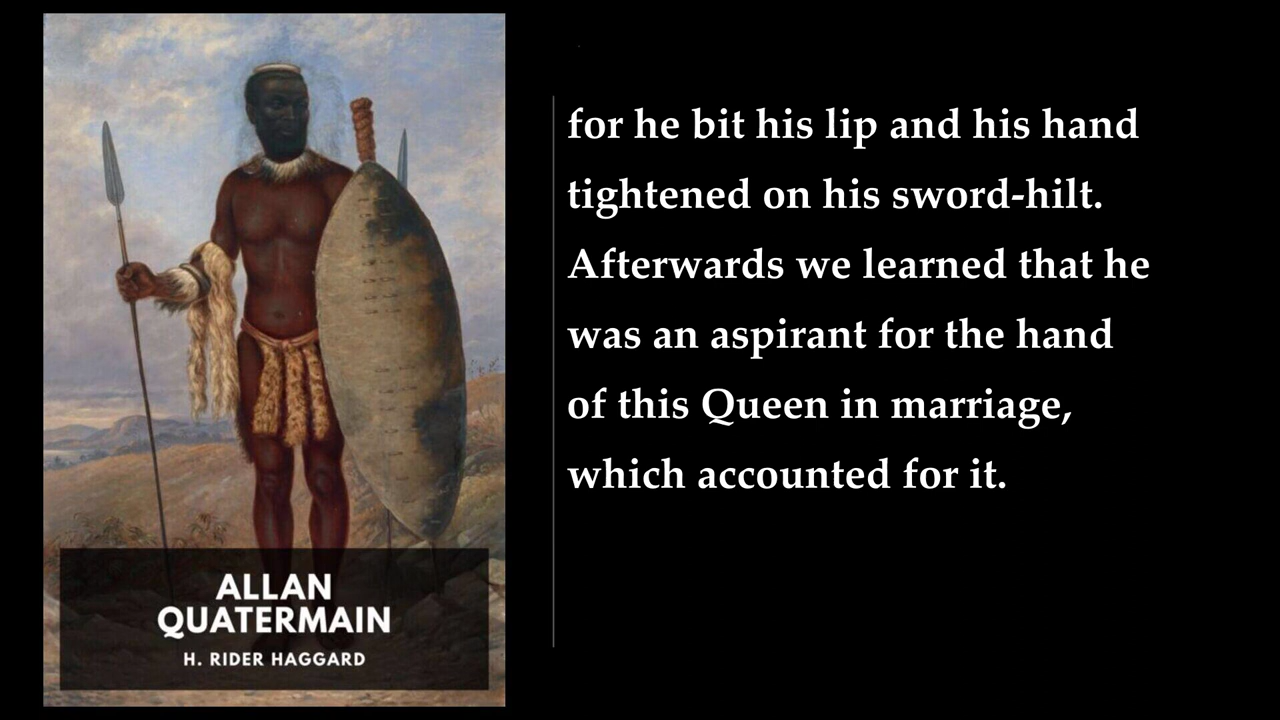 for he bit his lip and his hand
tightened on his sword-hilt.
Afterwards we learned that he
was an aspirant for the hand
of this Queen in marriage,
which accounted for it.
ALLAN
QUATERMAIN
H. RIDER HAGGARD